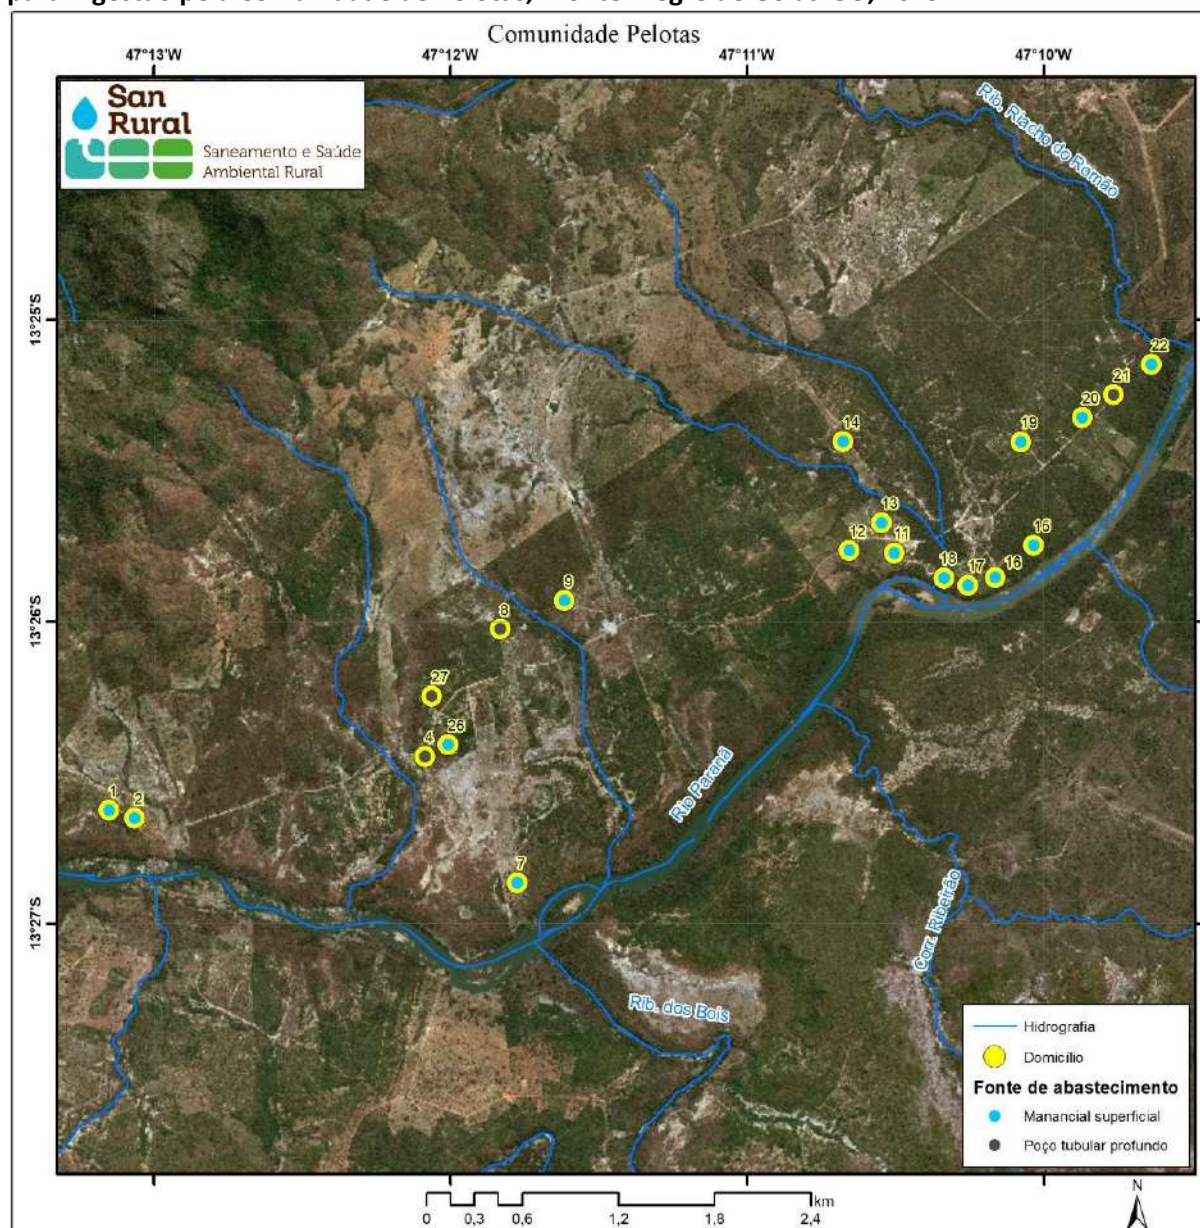 Comunidade Pelotas
47°13'W 47°12'W 47°11'W 47°10'W
San
Rural
Saneamento e Saúde
Ambiental Rural
Rib. Riacho do Romão
13°25'S
22
21
20
14
19
13
12
11
15
18
17
16
9
8
13°26'S
27
26
4
Rio Paranã
1
2
7
13°27'S
Corr. Ribeirão
Rib. dos Bois
Hidrografia
Domicílio
Fonte de abastecimento
Manancial superficial
Poço tubular profundo
km
0 0,3 0,6 1,2 1,8 2,4
N